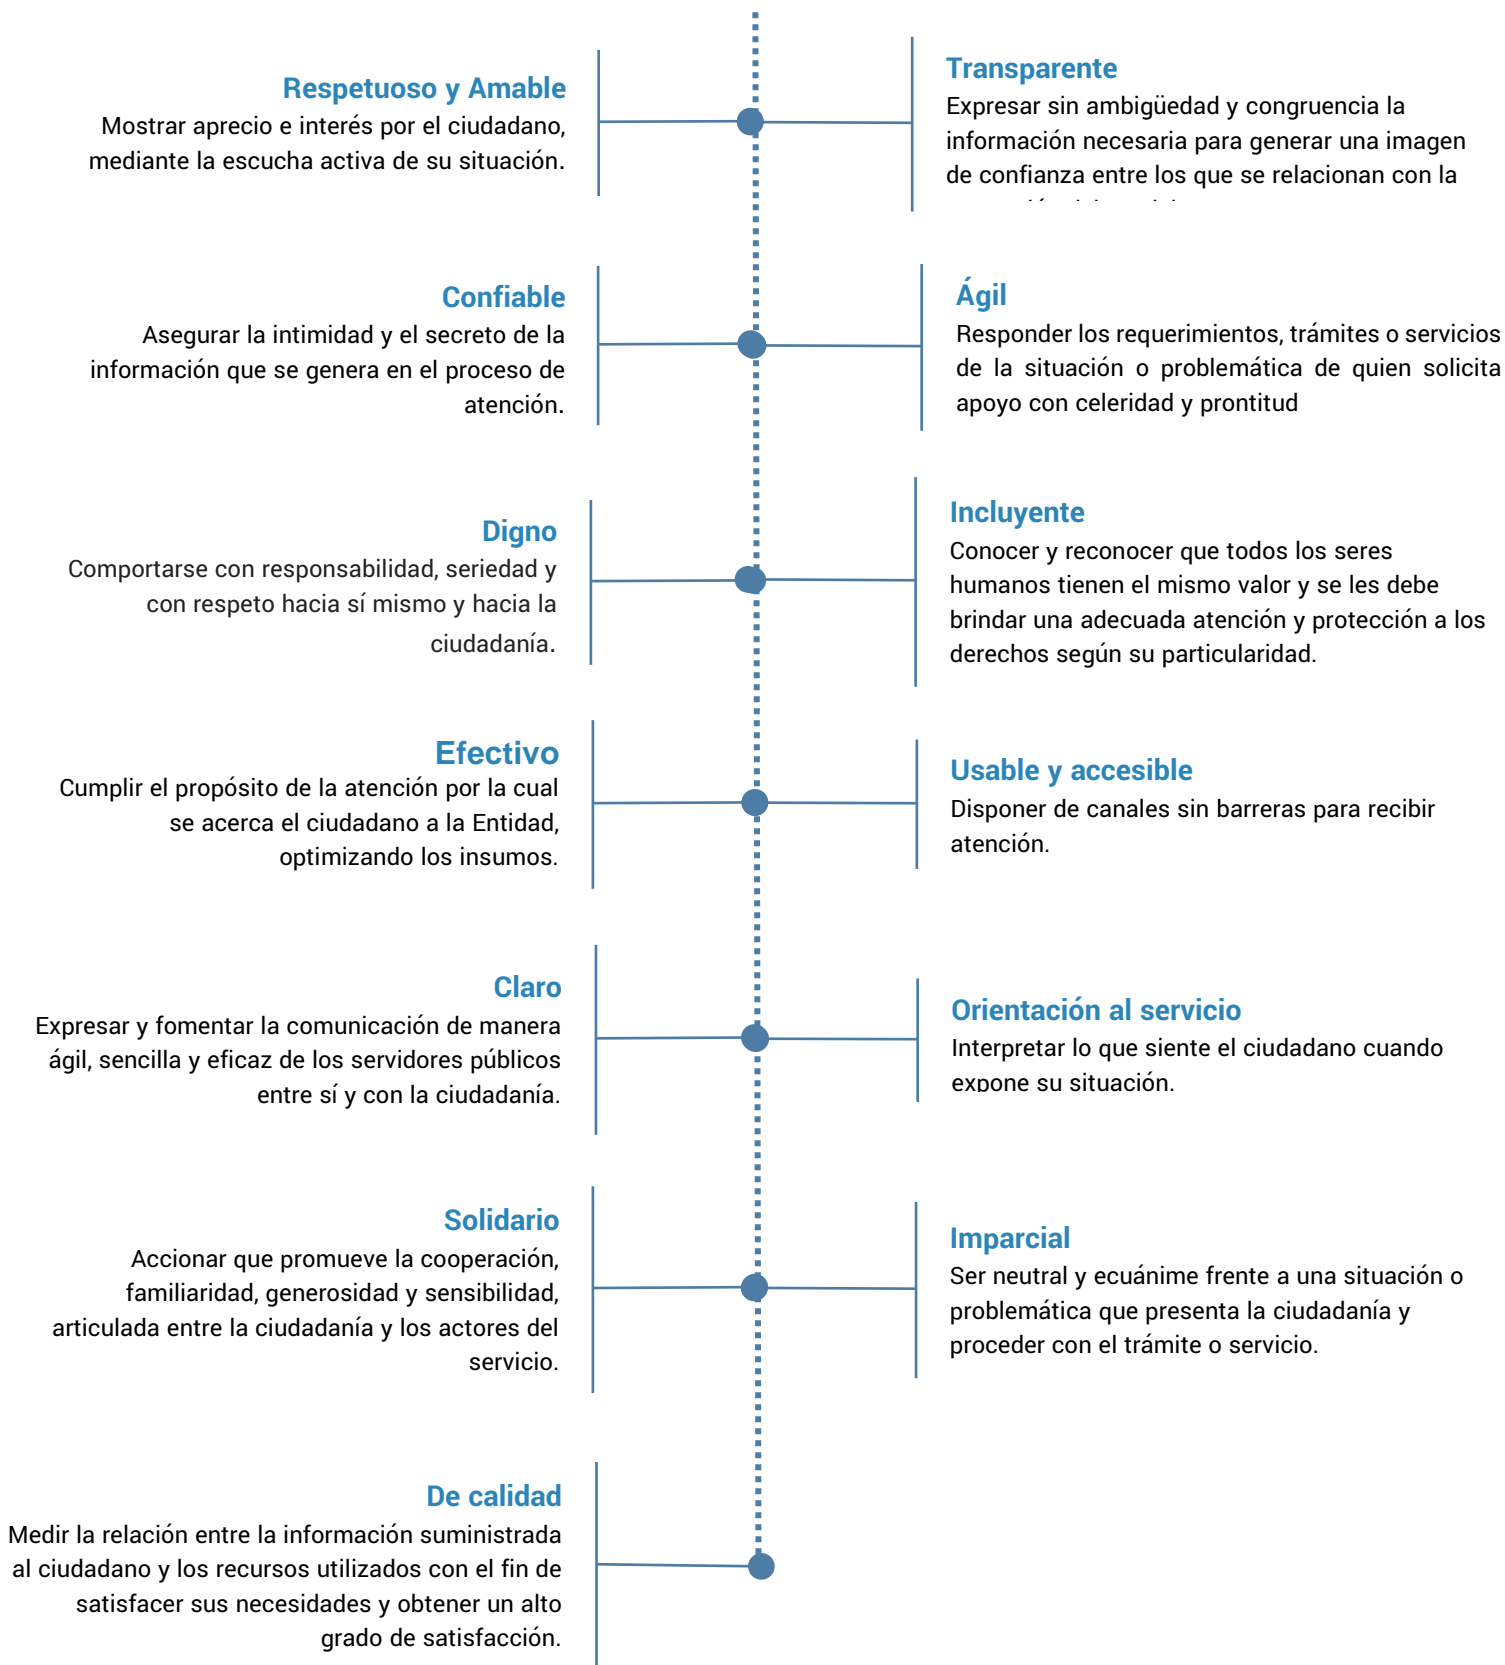 Respetuoso y Amable
Mostrar aprecio e interés por el ciudadano,
mediante la escucha activa de su situación.
Transparente
Expresar sin ambigüedad y congruencia la
información necesaria para generar una imagen
de confianza entre los que se relacionan con la
Confiable
Asegurar la intimidad y el secreto de la
información que se genera en el proceso de
atención.
Ágil
Responder los requerimientos, trámites o servicios
de la situación o problemática de quien solicita
apoyo con celeridad y prontitud
Digno
Comportarse con responsabilidad, seriedad y
con respeto hacia sí mismo y hacia la
ciudadanía.
Incluyente
Conocer y reconocer que todos los seres
humanos tienen el mismo valor y se les debe
brindar una adecuada atención y protección a los
derechos según su particularidad.
Efectivo
Cumplir el propósito de la atención por la cual
se acerca el ciudadano a la Entidad,
optimizando los insumos.
Usable y accesible
Disponer de canales sin barreras para recibir
atención.
Claro
Expresar y fomentar la comunicación de manera
ágil, sencilla y eficaz de los servidores públicos
entre sí y con la ciudadanía.
Orientación al servicio
Interpretar lo que siente el ciudadano cuando
expone su situación.
Solidario
Accionar que promueve la cooperación,
familiaridad, generosidad y sensibilidad,
articulada entre la ciudadanía y los actores del
servicio.
Imparcial
Ser neutral y ecuánime frente a una situación o
problemática que presenta la ciudadanía y
proceder con el trámite o servicio.
De calidad
Medir la relación entre la información suministrada
al ciudadano y los recursos utilizados con el fin de
satisfacer sus necesidades y obtener un alto
grado de satisfacción.